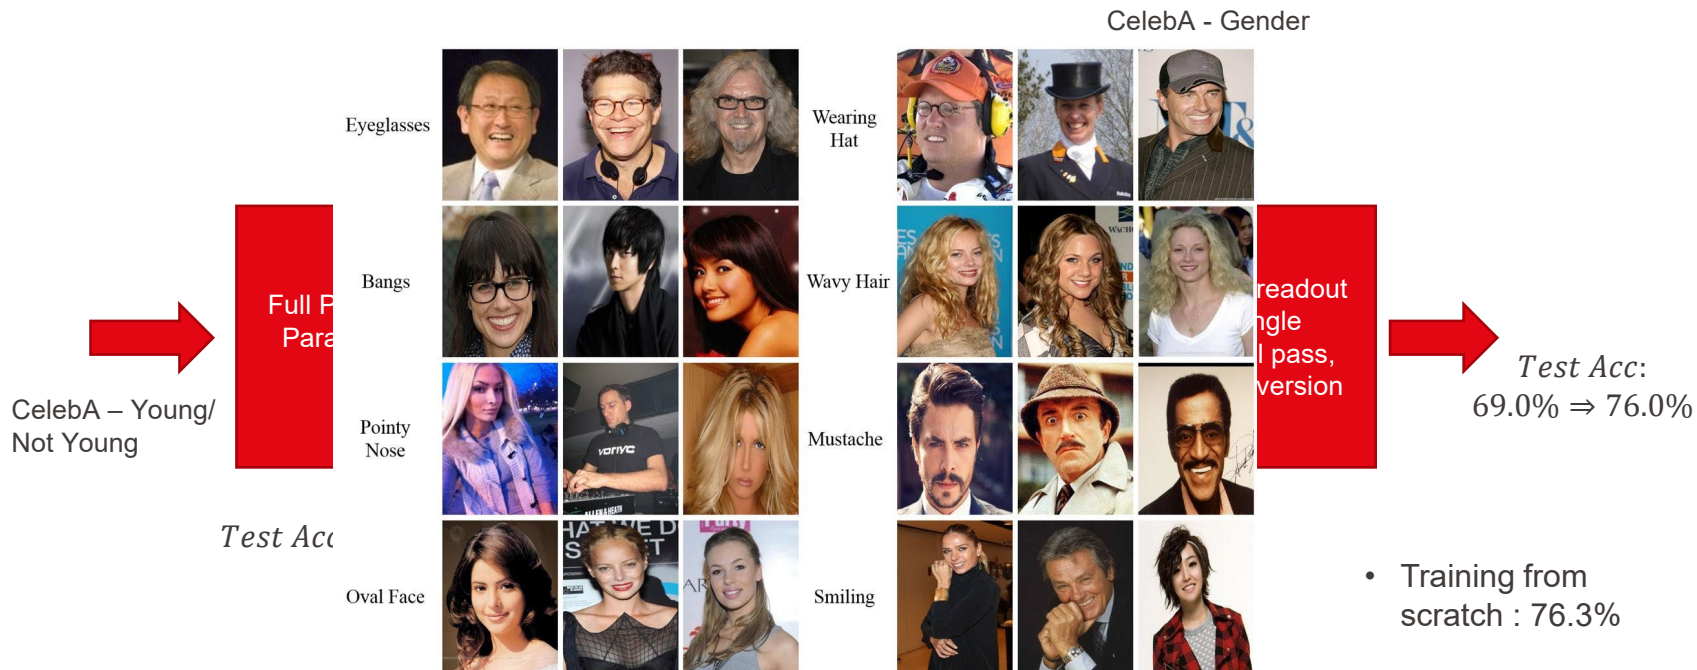 CelebA - Gender
Eyeglasses
Wearing
Hat
Bangs
Wavy Hair
Full P
Para
readout
ngle
l pass,
version
CelebA – Young/
Not Young
Test Acc:
69.0% ⇒ 76.0%
Pointy
Nose
Mustache
Test Acc
Oval Face
Smiling
• Training from
scratch : 76.3%